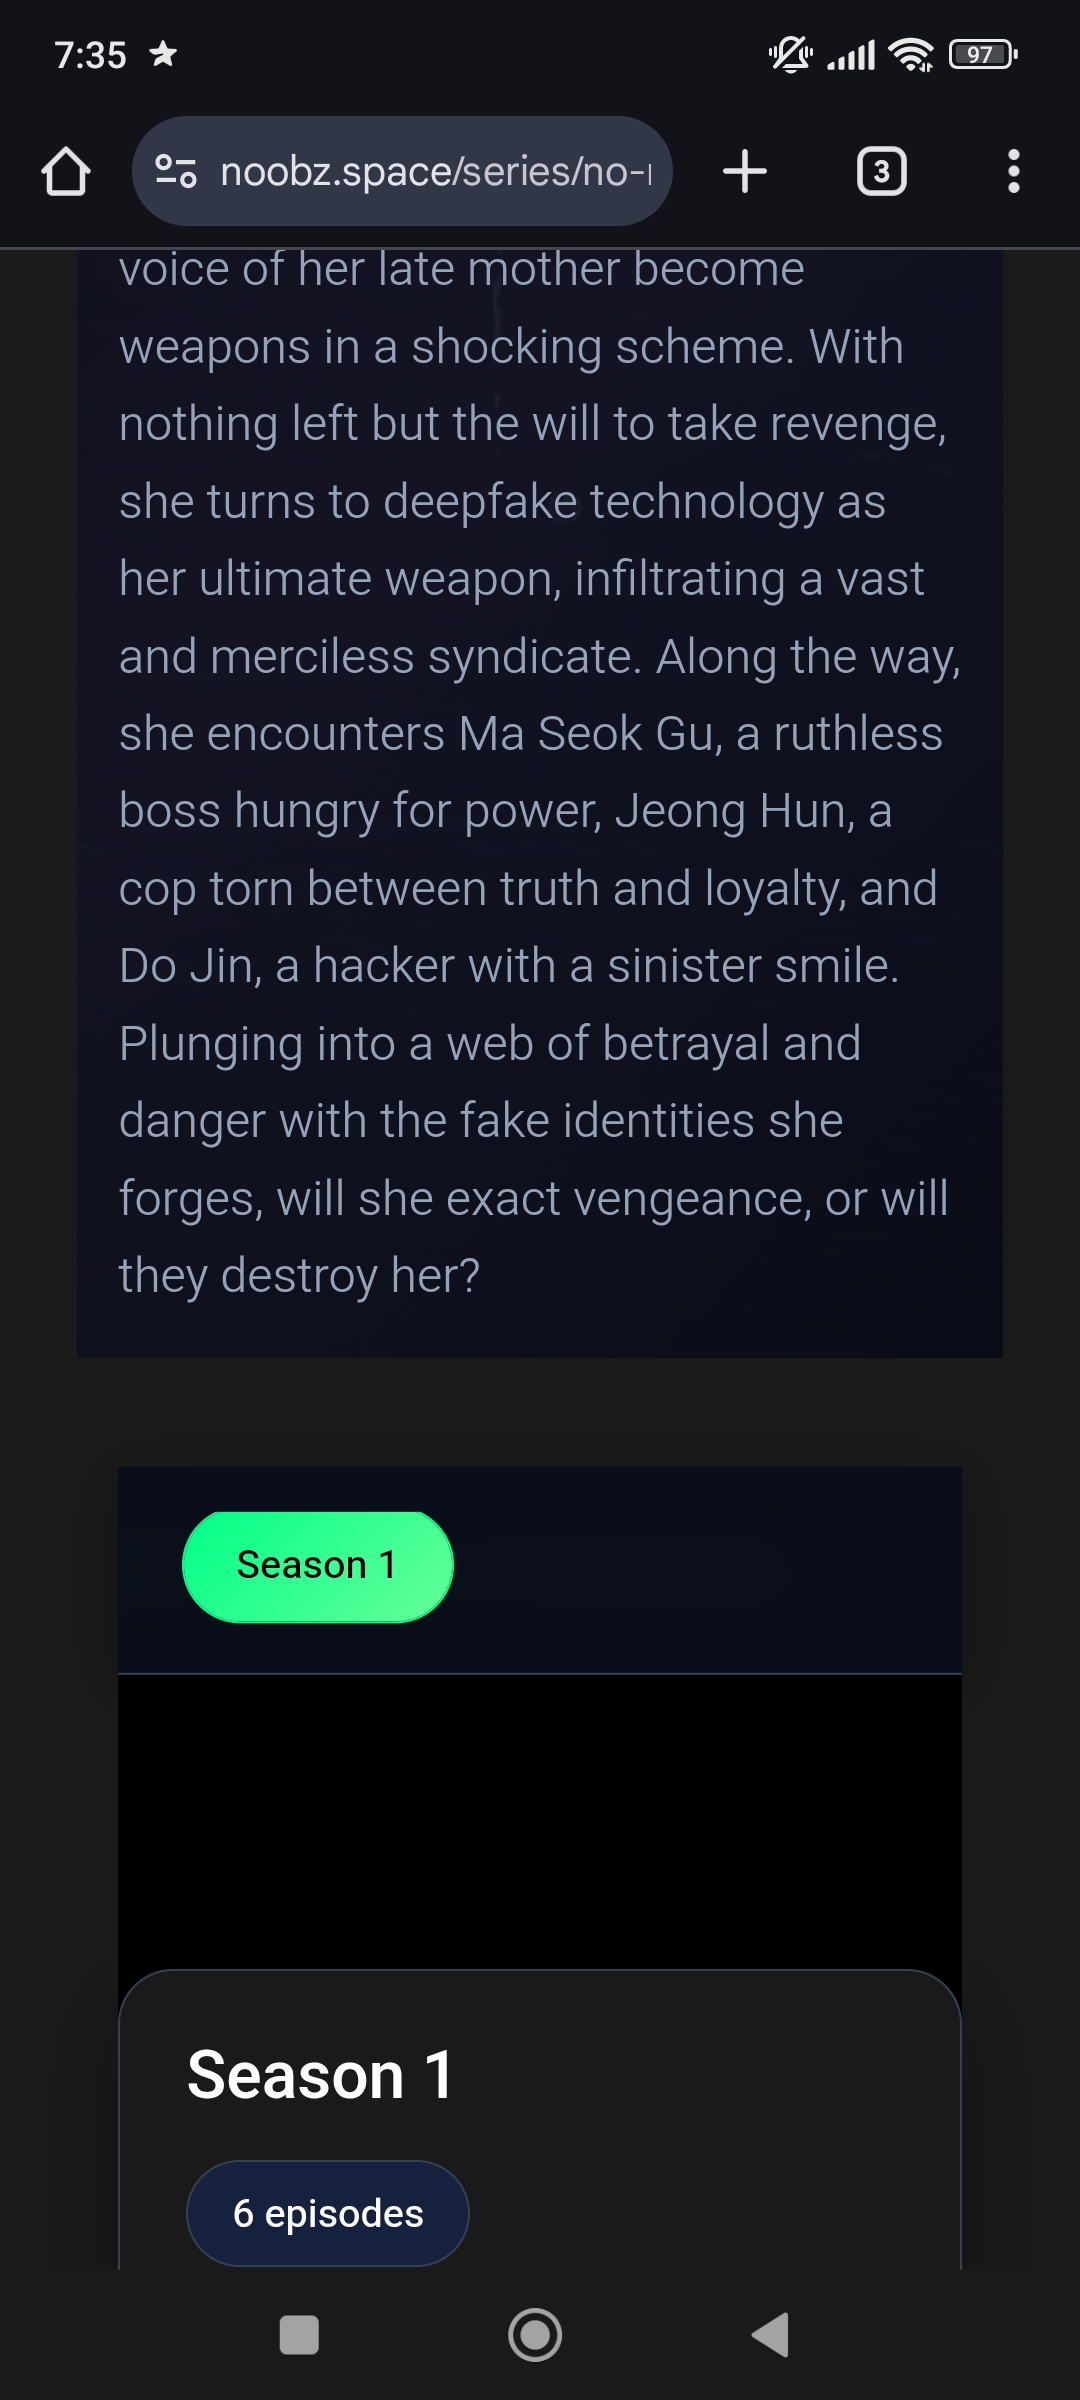 7:35
97
noobz.space/series/no-
3
voice of her late mother become
weapons in a shocking scheme. With
nothing left but the will to take revenge,
she turns to deepfake technology as
her ultimate weapon, infiltrating a vast
and merciless syndicate. Along the way,
she encounters Ma Seok Gu, a ruthless
boss hungry for power, Jeong Hun, a
cop torn between truth and loyalty, and
Do Jin, a hacker with a sinister smile.
Plunging into a web of betrayal and
danger with the fake identities she
forges, will she exact vengeance, or will
they destroy her?
Season 1
Season 1
6 episodes